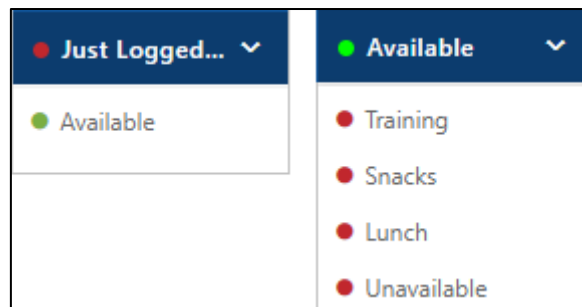 Just Logged...
Available
Available
Training
Snacks
Lunch
Unavailable